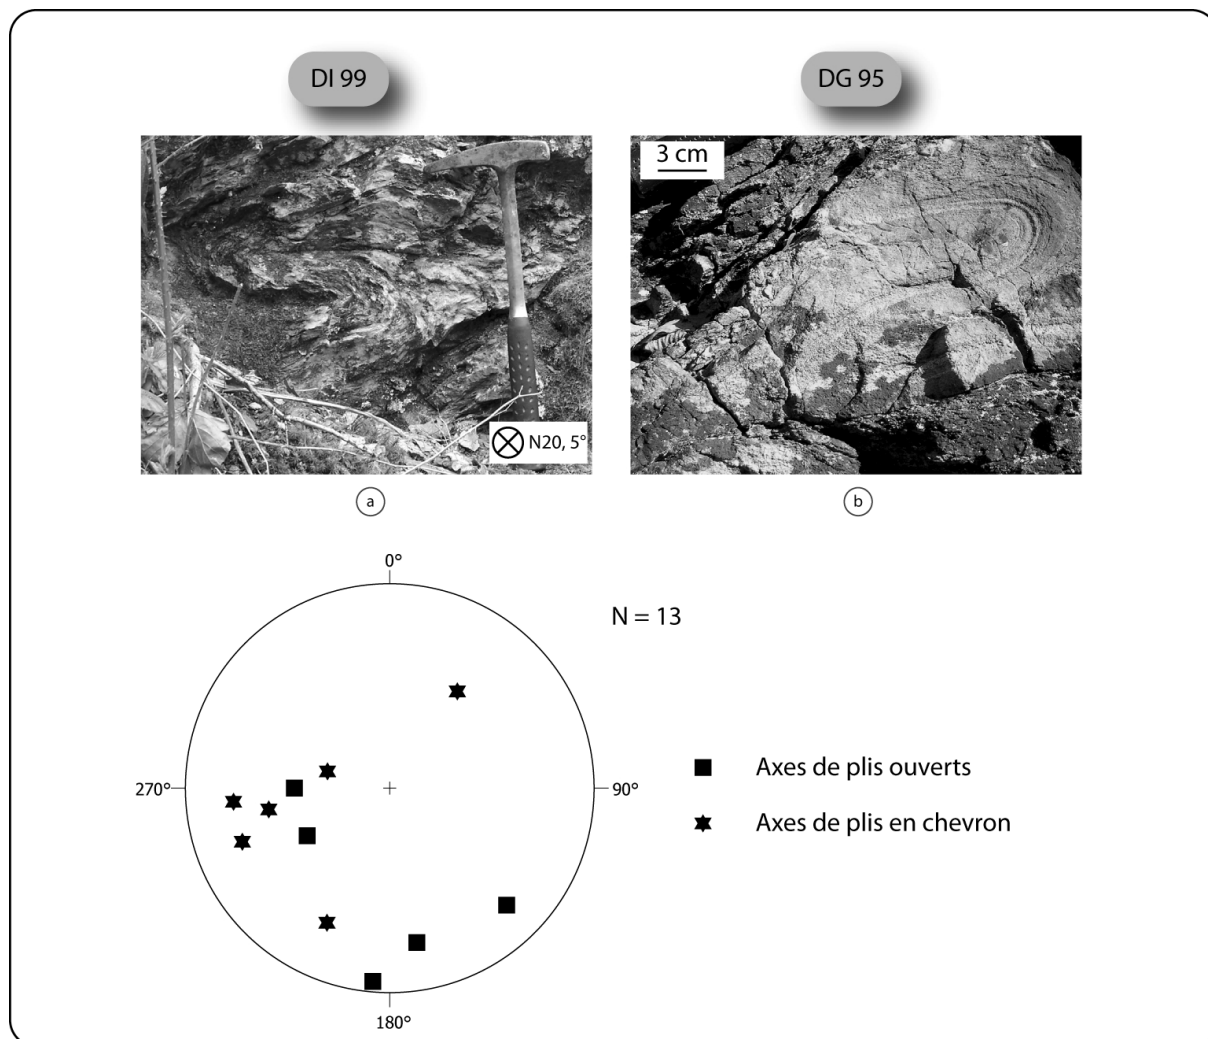 DI 99
DG 95
3 cm
N20, 5°
a
b
0°
N = 13
270°
90°
Axes de plis ouverts
Axes de plis en chevron
180°